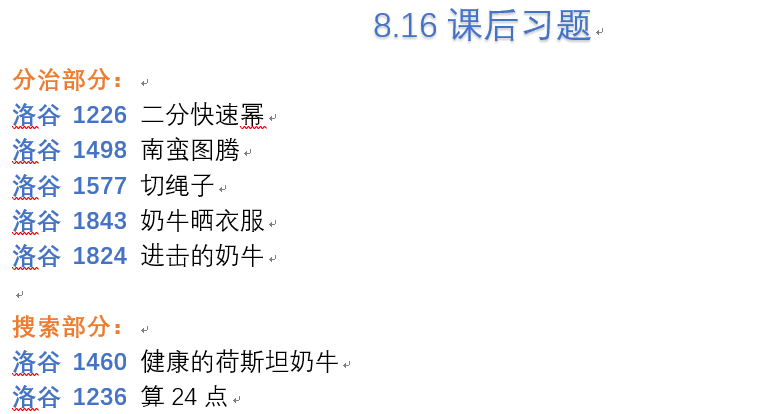 8.16 课后习题
分治部分：
洛谷 1226 二分快速幂
洛谷 1498 南蛮图腾
洛谷 1577 切绳子
洛谷 1843 奶牛晒衣服
洛谷 1824 进击的奶牛
搜索部分：
洛谷 1460 健康的荷斯坦奶牛
洛谷 1236 算 24 点